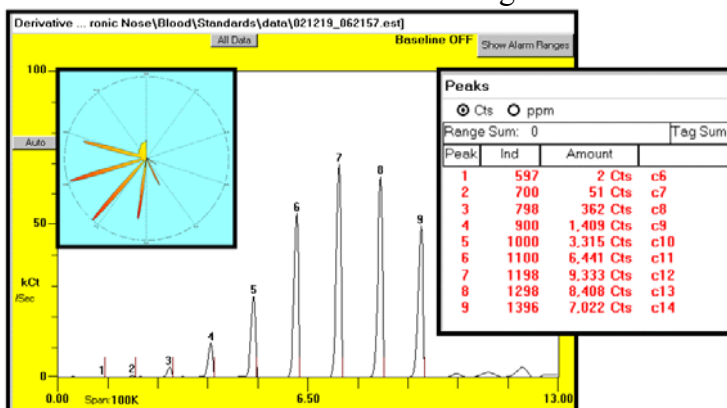 Derivative ... ronic Nose\Blood\Standards\data\021219_062157.est]
All Data
Baseline OFF
Show Alarm Ranges
100
Auto
50
kCt
/Sec
0
1
2
3
4
5
6
7
8
9
0.00
Span:100K
6.50
13.00
Peaks
Cts ppm
Range Sum: 0 Tag Sum
Peak Ind Amount
1 597 2 Cts c6
2 700 51 Cts c7
3 798 362 Cts c8
4 900 1,409 Cts c9
5 1000 3,315 Cts c10
6 1100 6,441 Cts c11
7 1198 9,333 Cts c12
8 1298 8,408 Cts c13
9 1396 7,022 Cts c14